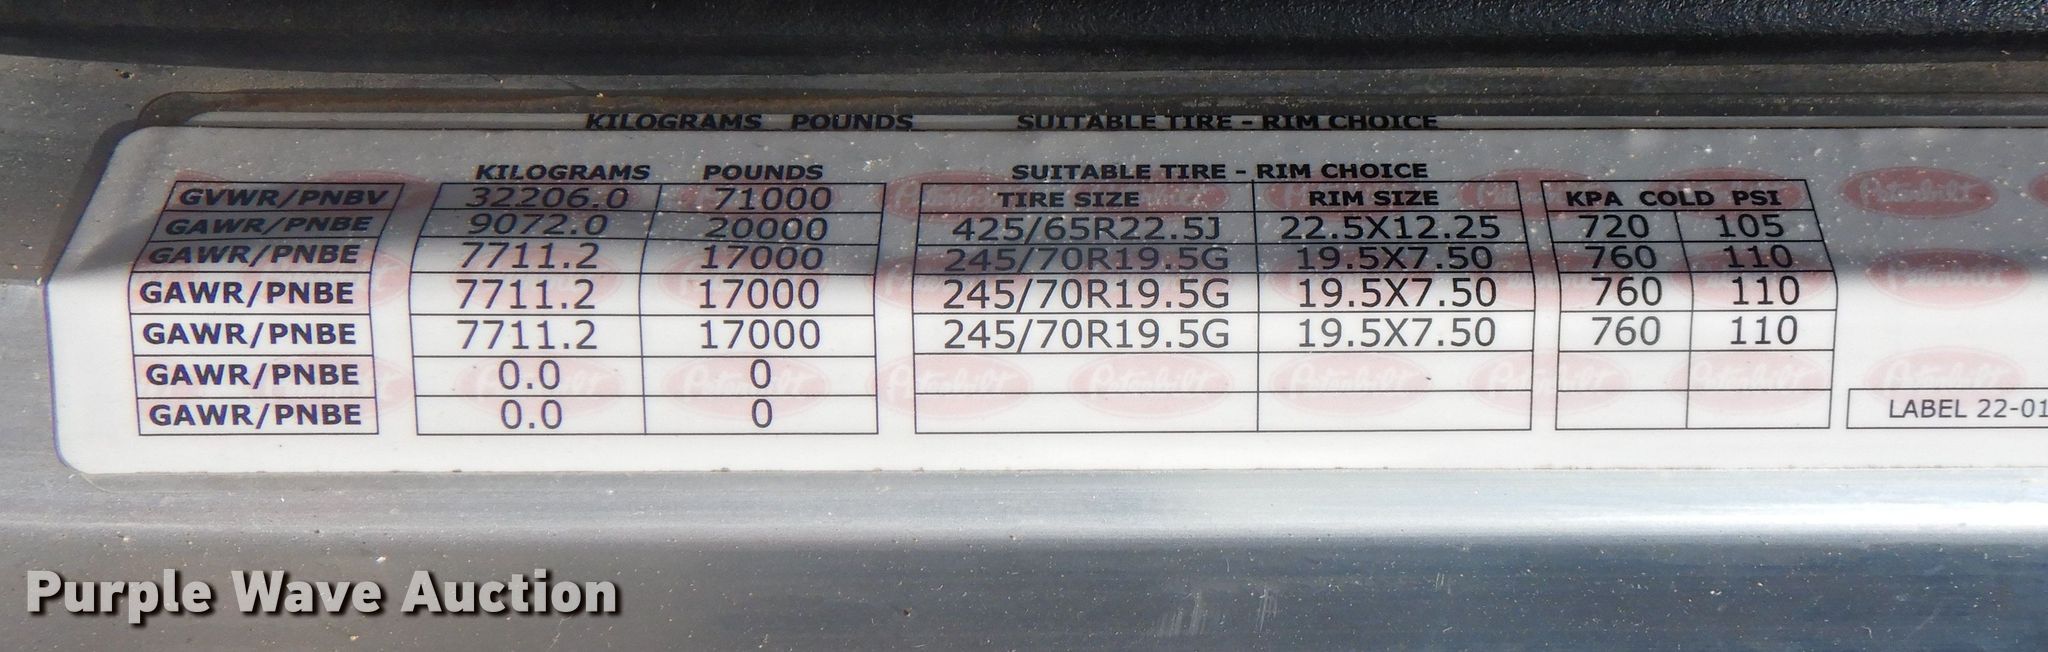 KILOGRAMS POUNDS SUITABLE TIRE - RIM CHOICE
KILOGRAMS POUNDS SUITABLE TIRE - RIM CHOICE
GVWR/PNBV 32206.0 71000 TIRE SIZE RIM SIZE KPA COLD PSI
GAWR/PNBE 9072.0 20000 425/65R22.5J 22.5X12.25 720 105
GAWR/PNBE 7711.2 17000 245/70R19.5G 19.5X7.50 760 110
GAWR/PNBE 7711.2 17000 245/70R19.5G 19.5X7.50 760 110
GAWR/PNBE 7711.2 17000 245/70R19.5G 19.5X7.50 760 110
GAWR/PNBE 0.0 0
GAWR/PNBE 0.0 0
LABEL 22-01
Peterbilt
Purple Wave Auction